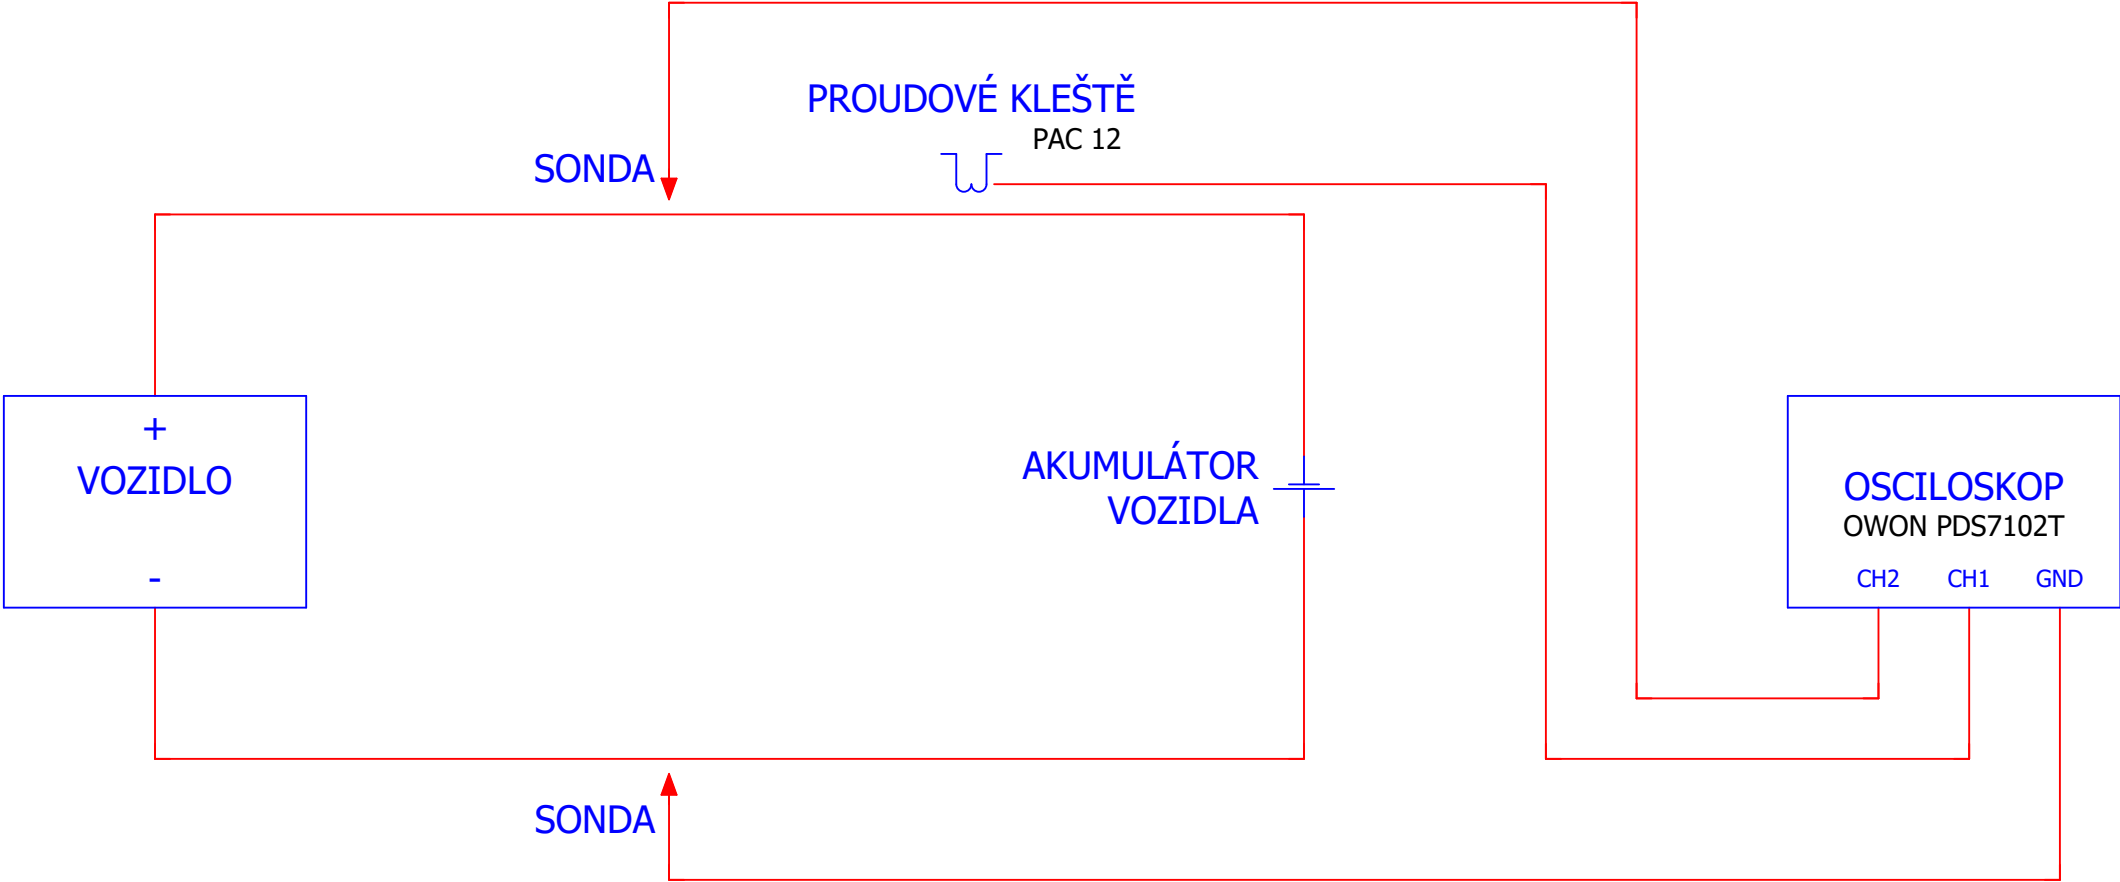 PROUDOVÉ KLEŠTĚ
PAC 12
SONDA
+
VOZIDLO
-
AKUMULÁTOR
VOZIDLA
OSCILOSKOP
OWON PDS7102T
CH2 CH1 GND
SONDA